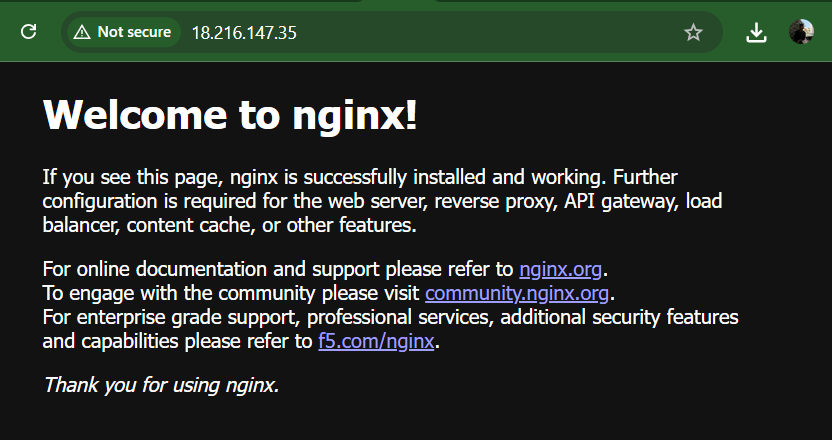 Not secure 18.216.147.35
Welcome to nginx!
If you see this page, nginx is successfully installed and working. Further
configuration is required for the web server, reverse proxy, API gateway, load
balancer, content cache, or other features.
For online documentation and support please refer to nginx.org.
To engage with the community please visit community.nginx.org.
For enterprise grade support, professional services, additional security features
and capabilities please refer to f5.com/nginx.
Thank you for using nginx.